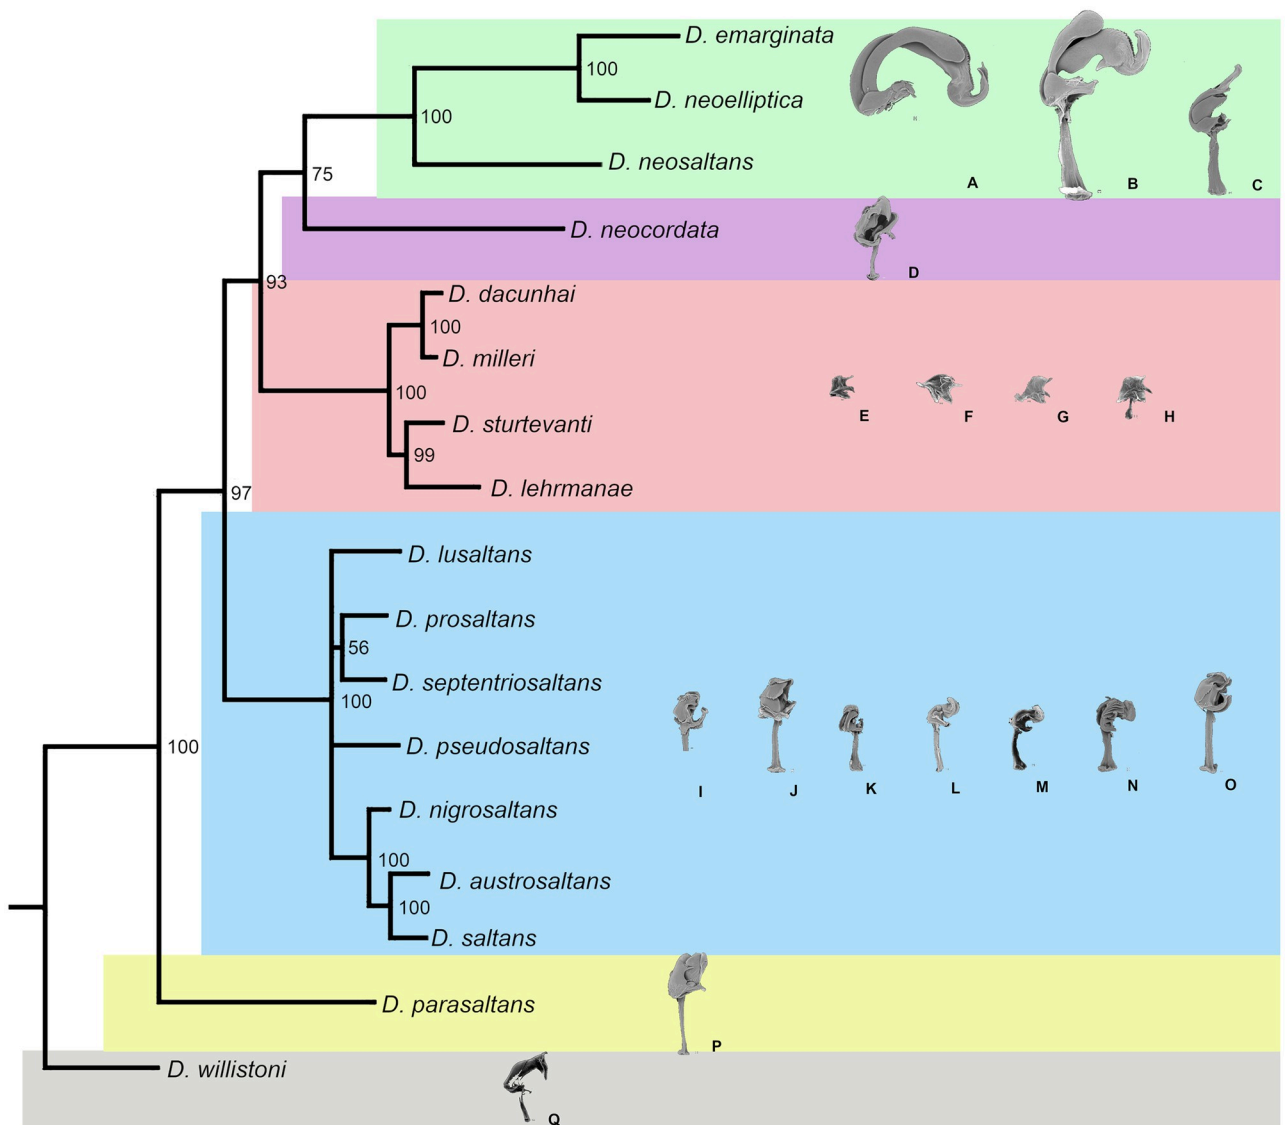 D. emarginata
100
D. neoelliptica
100
D. neosaltans
A B C
75
D. neocordata
D
93
D. dacunhai
100
D. milleri
100
E F G H
D. sturtevanti
99
D. lehrmanae
97
D. lusaltans
D. prosaltans
56
D. septentriosaltans
100
D. pseudosaltans
100
I J K L M N O
D. nigrosaltans
100
D. austrosaltans
100
D. saltans
D. parasaltans
P
D. willistoni
Q